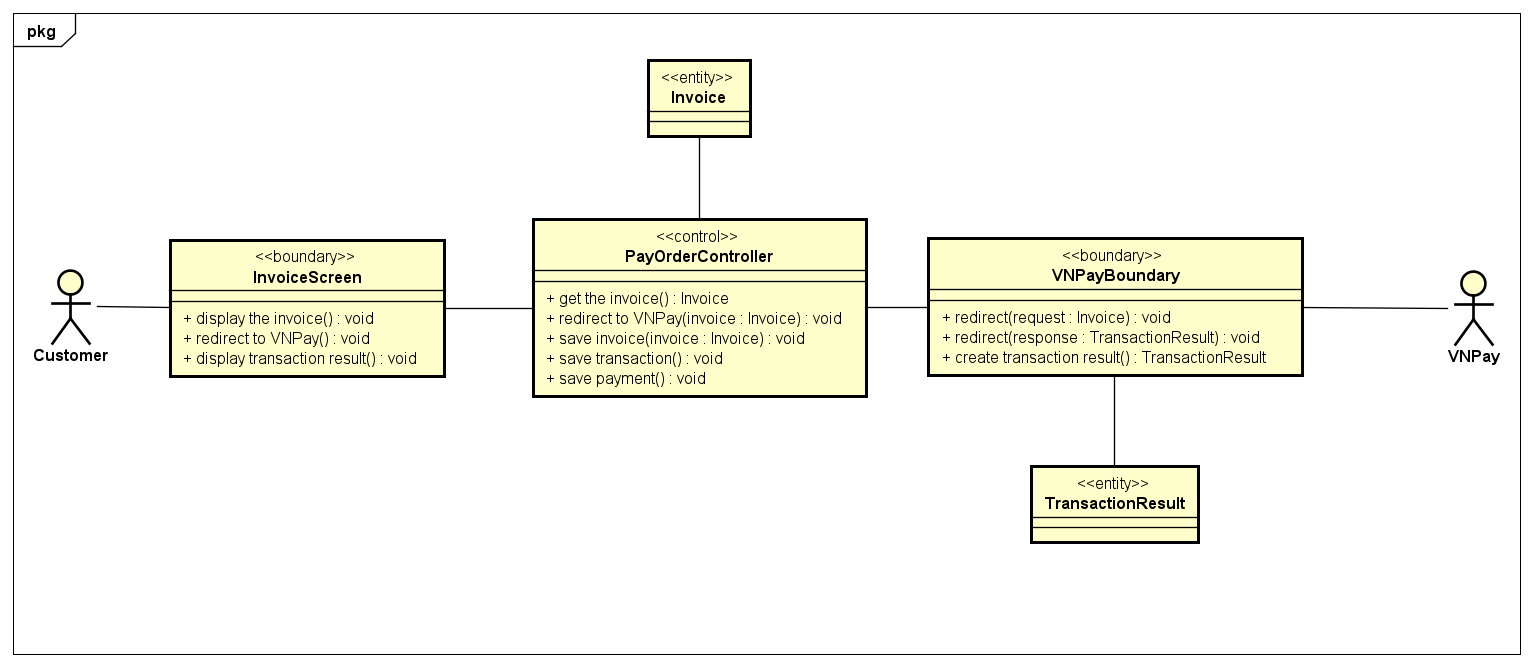 pkg
<<entity>>
Invoice
<<boundary>>
InvoiceScreen
+ display the invoice() : void
+ redirect to VNPay() : void
+ display transaction result() : void
<<control>>
PayOrderController
+ get the invoice() : Invoice
+ redirect to VNPay(invoice : Invoice) : void
+ save invoice(invoice : Invoice) : void
+ save transaction() : void
+ save payment() : void
<<boundary>>
VNPayBoundary
+ redirect(request : Invoice) : void
+ redirect(response : TransactionResult) : void
+ create transaction result() : TransactionResult
Customer
VNPay
<<entity>>
TransactionResult